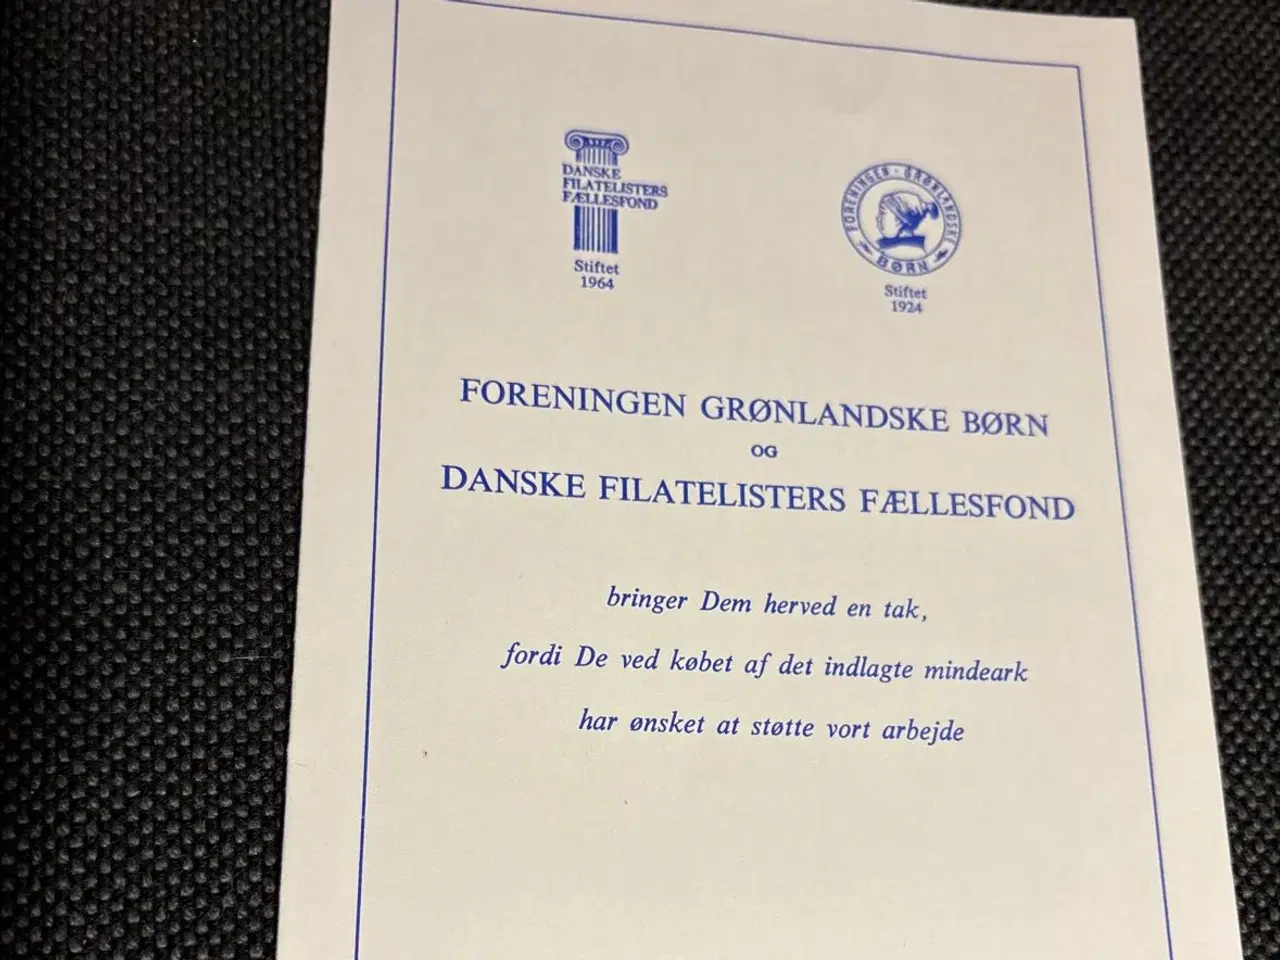 DANSKE
FILATELISTERS
FÆLLESFOND
Stiftet
1964
FORENINGEN · GRØNLANDSKE
BØRN
Stiftet
1924
FORENINGEN GRØNLANDSKE BØRN
OG
DANSKE FILATELISTERS FÆLLESFOND
bringer Dem herved en tak,
fordi De ved købet af det indlagte mindeark
har ønsket at støtte vort arbejde